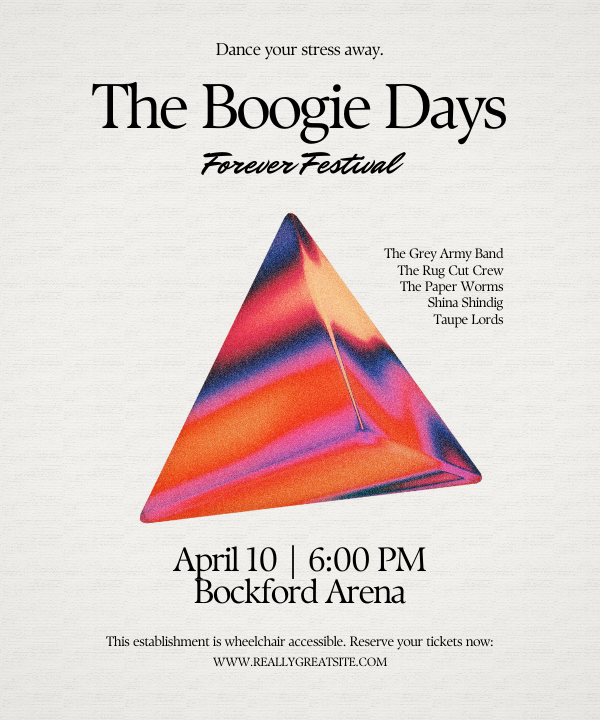 Dance your stress away.
The Boogie Days
Forever Festival
The Grey Army Band
The Rug Cut Crew
The Paper Worms
Shina Shindig
Taupe Lords
April 10 | 6:00 PM
Bockford Arena
This establishment is wheelchair accessible. Reserve your tickets now:
WWW.REALLYGREATSITE.COM